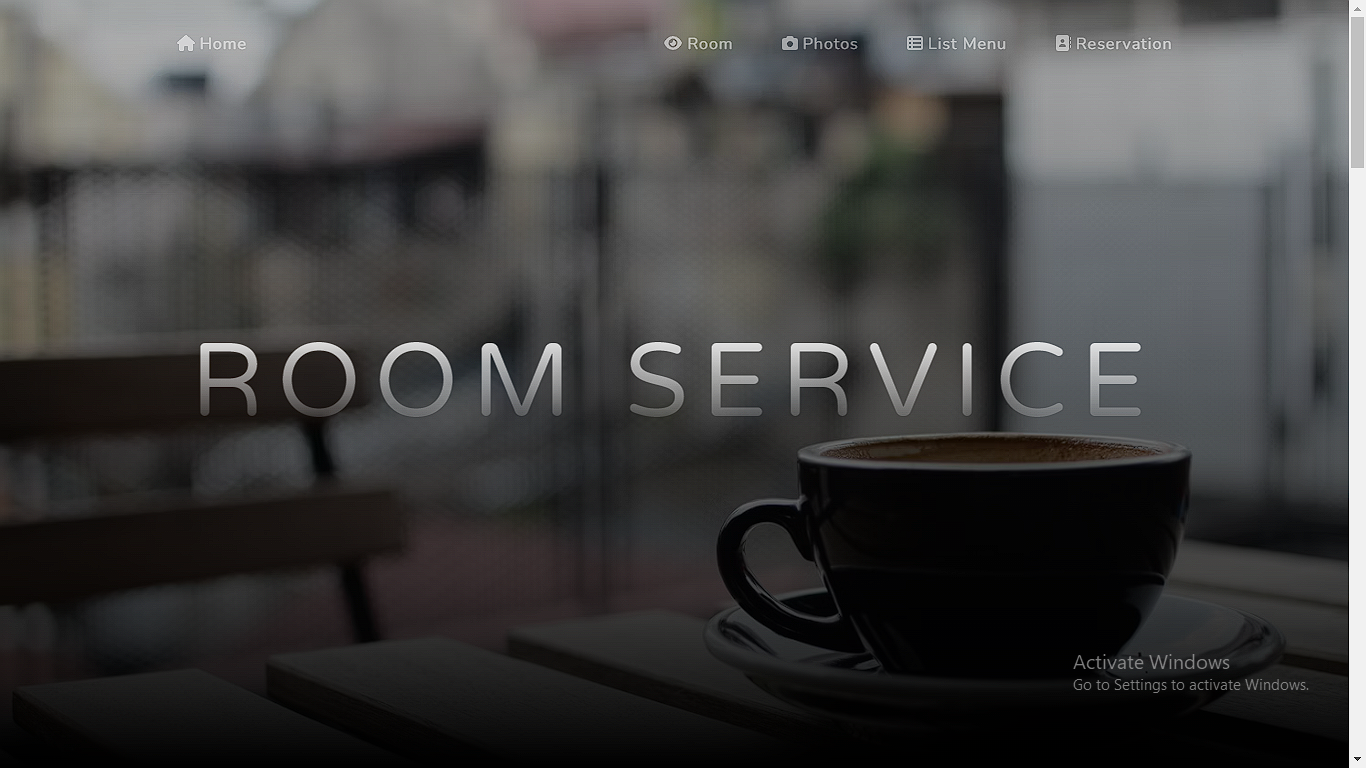 Home Room Photos List Menu Reservation
ROOM SERVICE
Activate Windows
Go to Settings to activate Windows.